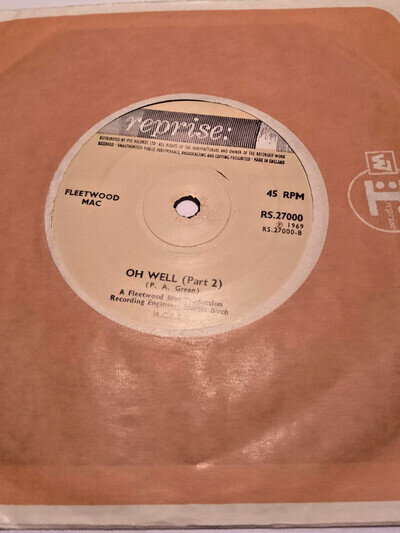 reprise:
DISTRIBUTED BY PYE RECORDS LTD ALL RIGHTS OF THE MANUFACTURERS AND OWNER OF THE RECORDED WORK
RESERVED UNAUTHORISED PUBLIC PERFORMANCE, BROADCASTING AND COPYING PROHIBITED MADE IN ENGLAND
FLEETWOOD
MAC
45 RPM
RS.27000
℗ 1969
RS.27000-B
OH WELL (Part 2)
(P. A. Green)
A Fleetwood Mac Production
Recording Engineer Martin Birch